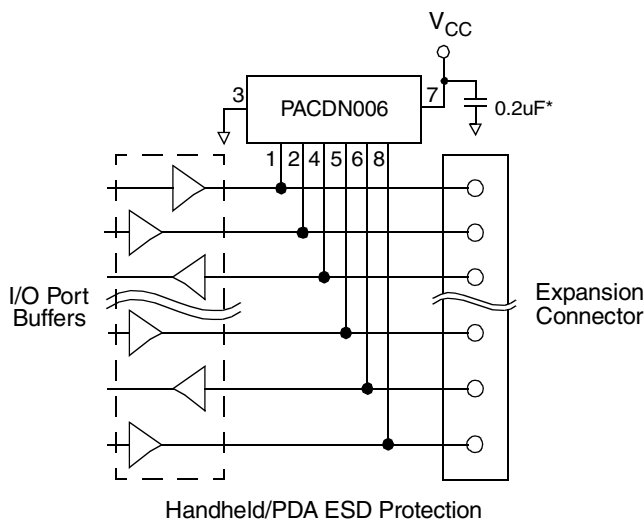 VCC
3
PACDN006
7
0.2uF*
1 2 4 5 6 8
I/O Port
Buffers
Expansion
Connector
Handheld/PDA ESD Protection